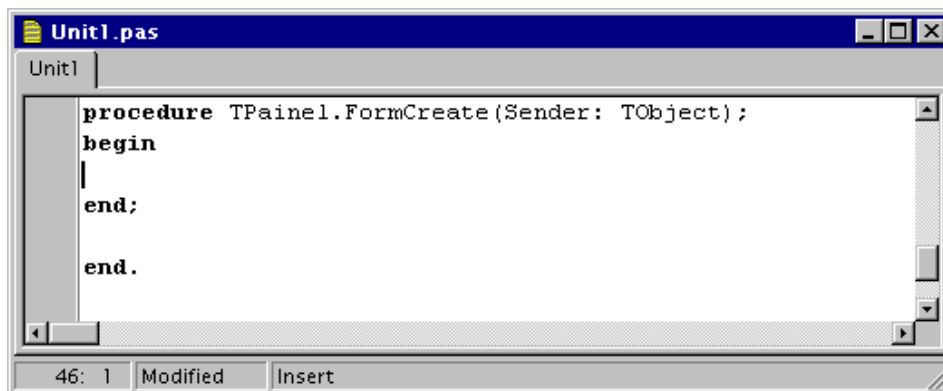 Unit1.pas
Unit1
procedure TPainel.FormCreate(Sender: TObject);
begin
end;
end.
46: 1 Modified Insert